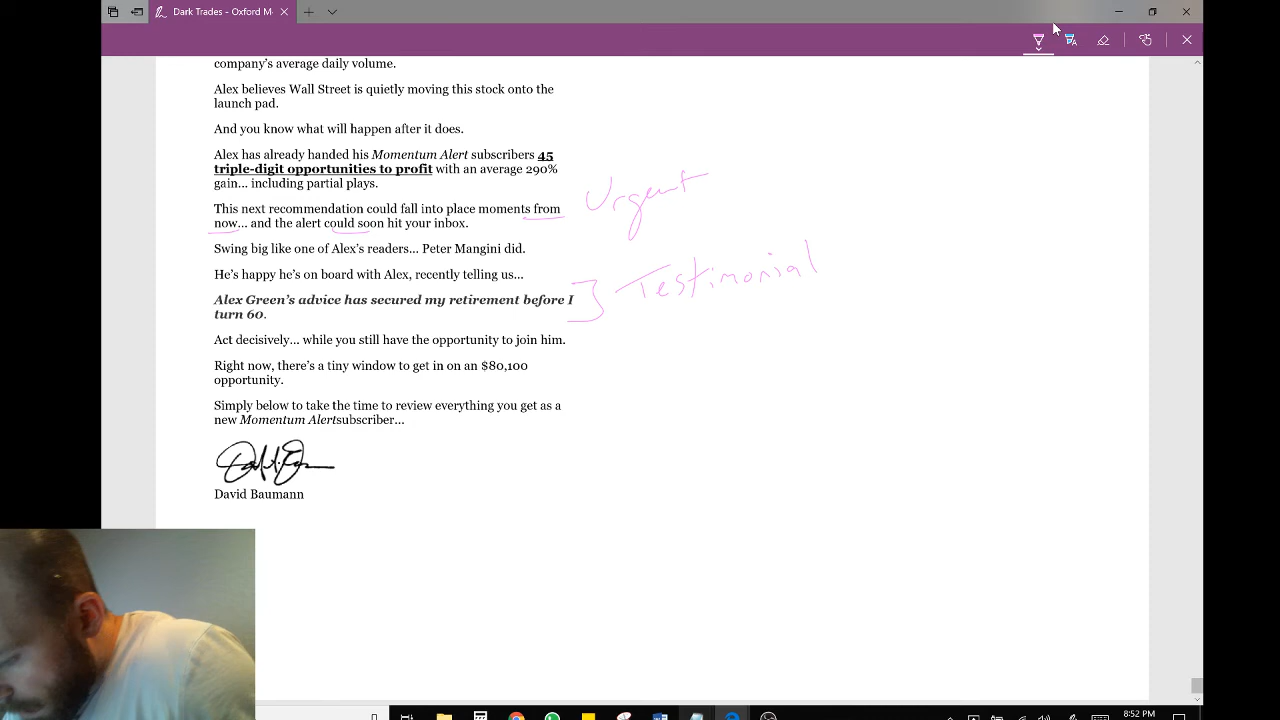 Dark Trades - Oxford M
company's average daily volume.
Alex believes Wall Street is quietly moving this stock onto the
launch pad.
And you know what will happen after it does.
Alex has already handed his Momentum Alert subscribers 45
triple-digit opportunities to profit with an average 290%
gain... including partial plays.
This next recommendation could fall into place moments from
now... and the alert could soon hit your inbox.
Urgent
Swing big like one of Alex's readers... Peter Mangini did.
He's happy he's on board with Alex, recently telling us...
Testimonial
Alex Green's advice has secured my retirement before I
turn 60.
Act decisively... while you still have the opportunity to join him.
Right now, there's a tiny window to get in on an $80,100
opportunity.
Simply below to take the time to review everything you get as a
new Momentum Alertsubscriber...
David Baumann
8:52 PM